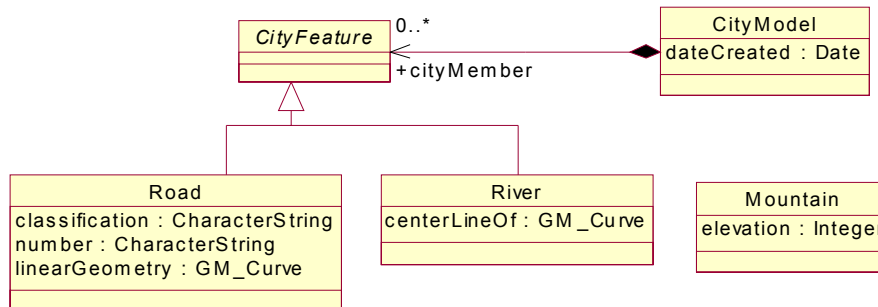 CityFeature
0..*
+cityMember
CityModel
dateCreated : Date
Road
classification : CharacterString
number : CharacterString
linearGeometry : GM_Curve
River
centerLineOf : GM_Curve
Mountain
elevation : Integer